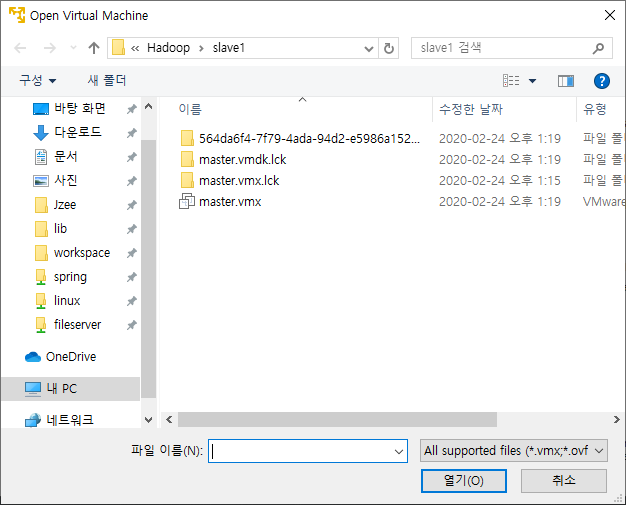 Open Virtual Machine
« Hadoop › slave1
slave1 검색
구성
새 폴더
이름 수정한 날짜 유형
바탕 화면
다운로드
문서
사진
Jzee
lib
workspace
spring
linux
fileserver
OneDrive
내 PC
네트워크
564da6f4-7f79-4ada-94d2-e5986a152... 2020-02-24 오후 1:19 파일 폴
master.vmdk.lck 2020-02-24 오후 1:19 파일 폴
master.vmx.lck 2020-02-24 오후 1:15 파일 폴
master.vmx 2020-02-24 오후 1:19 VMware
파일 이름(N):
All supported files (*.vmx;*.ovf
열기(O)
취소